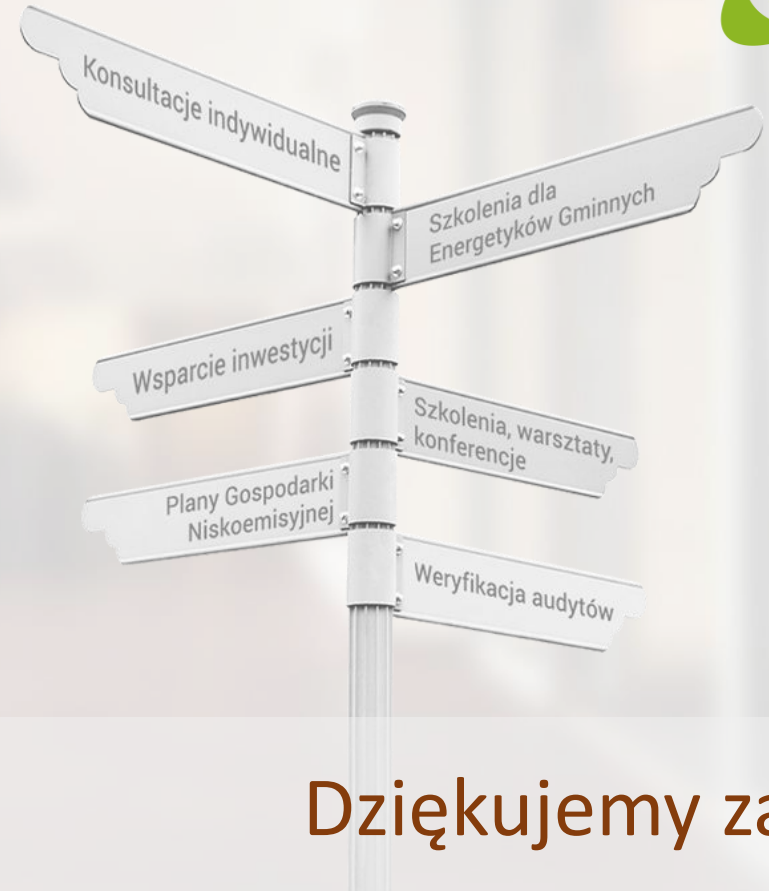 Konsultacje indywidualne
Szkolenia dla
Energetyków Gminnych
Wsparcie inwestycji
Szkolenia, warsztaty,
konferencje
Plany Gospodarki
Niskoemisyjnej
Weryfikacja audytów
Dziękujemy za